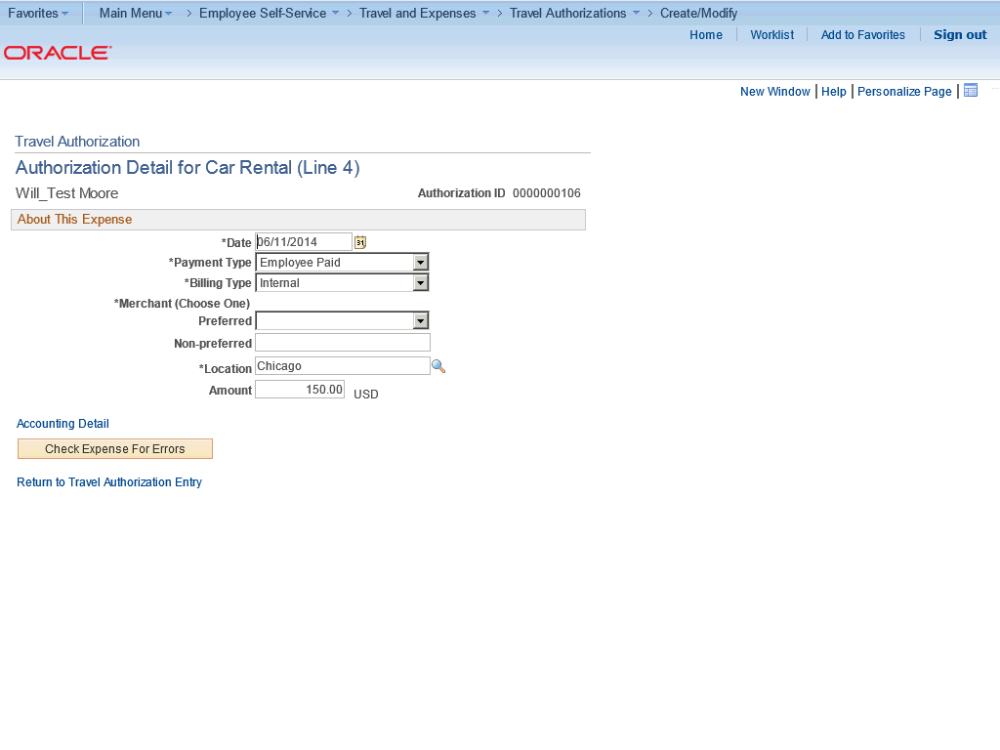 Favorites Main Menu > Employee Self-Service > Travel and Expenses > Travel Authorizations > Create/Modify
Home Worklist Add to Favorites Sign out
ORACLE
New Window | Help | Personalize Page |
Travel Authorization
Authorization Detail for Car Rental (Line 4)
Will_Test Moore Authorization ID 0000000106
About This Expense
*Date 06/11/2014 31
*Payment Type Employee Paid
*Billing Type Internal
*Merchant (Choose One)
Preferred
Non-preferred
*Location Chicago
Amount 150.00 USD
Accounting Detail
Check Expense For Errors
Return to Travel Authorization Entry